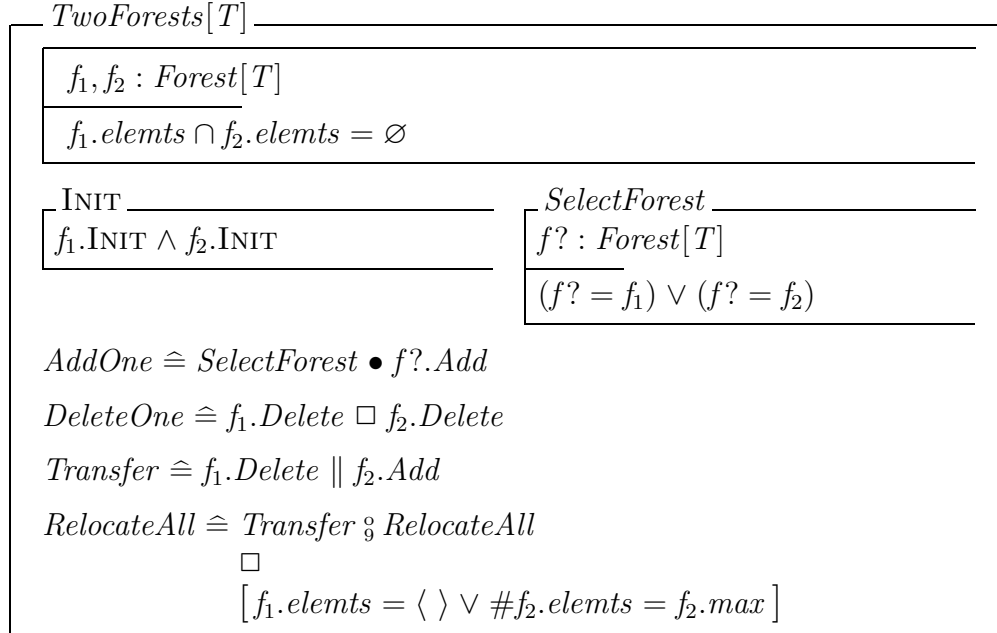 TwoForests[T]
f₁, f₂ : Forest[T]
f₁.elemts ∩ f₂.elemts = ∅
INIT
f₁.INIT ∧ f₂.INIT
SelectForest
f? : Forest[T]
(f? = f₁) ∨ (f? = f₂)
AddOne ≙ SelectForest • f?.Add
DeleteOne ≙ f₁.Delete □ f₂.Delete
Transfer ≙ f₁.Delete ∥ f₂.Add
RelocateAll ≙ Transfer ⨟ RelocateAll
□
[ f₁.elemts = ⟨ ⟩ ∨ #f₂.elemts = f₂.max ]